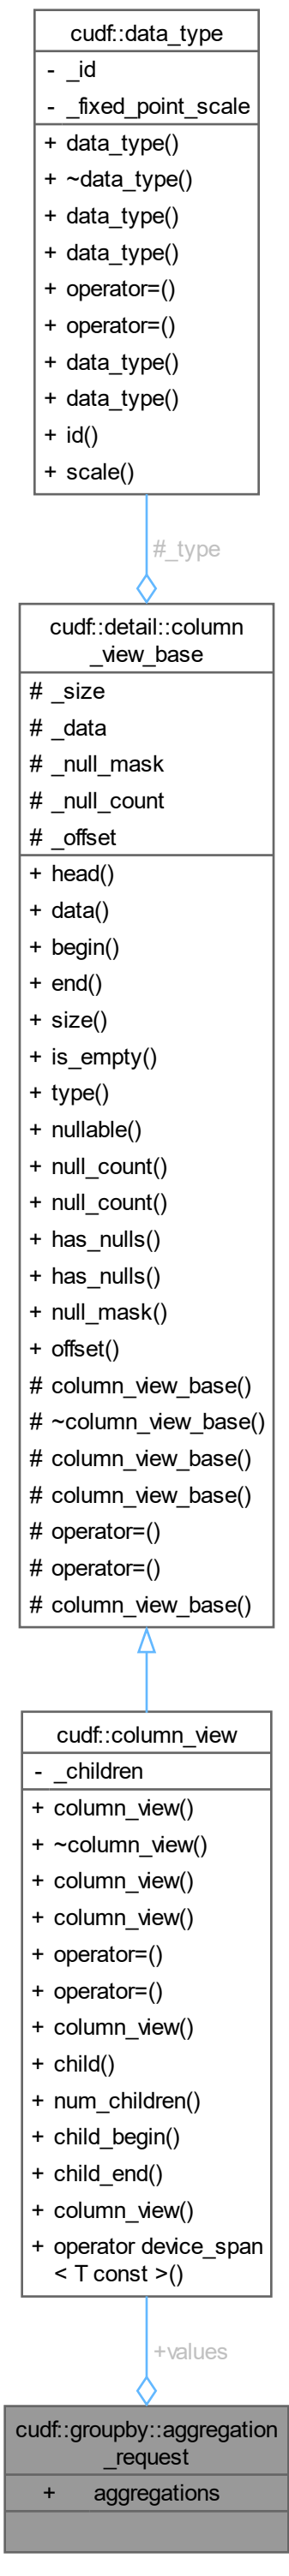 cudf::data_type
- _id
- _fixed_point_scale
+ data_type()
+ ~data_type()
+ data_type()
+ data_type()
+ operator=()
+ operator=()
+ data_type()
+ data_type()
+ id()
+ scale()
#_type
cudf::detail::column
_view_base
# _size
# _data
# _null_mask
# _null_count
# _offset
+ head()
+ data()
+ begin()
+ end()
+ size()
+ is_empty()
+ type()
+ nullable()
+ null_count()
+ null_count()
+ has_nulls()
+ has_nulls()
+ null_mask()
+ offset()
# column_view_base()
# ~column_view_base()
# column_view_base()
# column_view_base()
# operator=()
# operator=()
# column_view_base()
cudf::column_view
- _children
+ column_view()
+ ~column_view()
+ column_view()
+ column_view()
+ operator=()
+ operator=()
+ column_view()
+ child()
+ num_children()
+ child_begin()
+ child_end()
+ column_view()
+ operator device_span
< T const >()
+values
cudf::groupby::aggregation
_request
+ aggregations